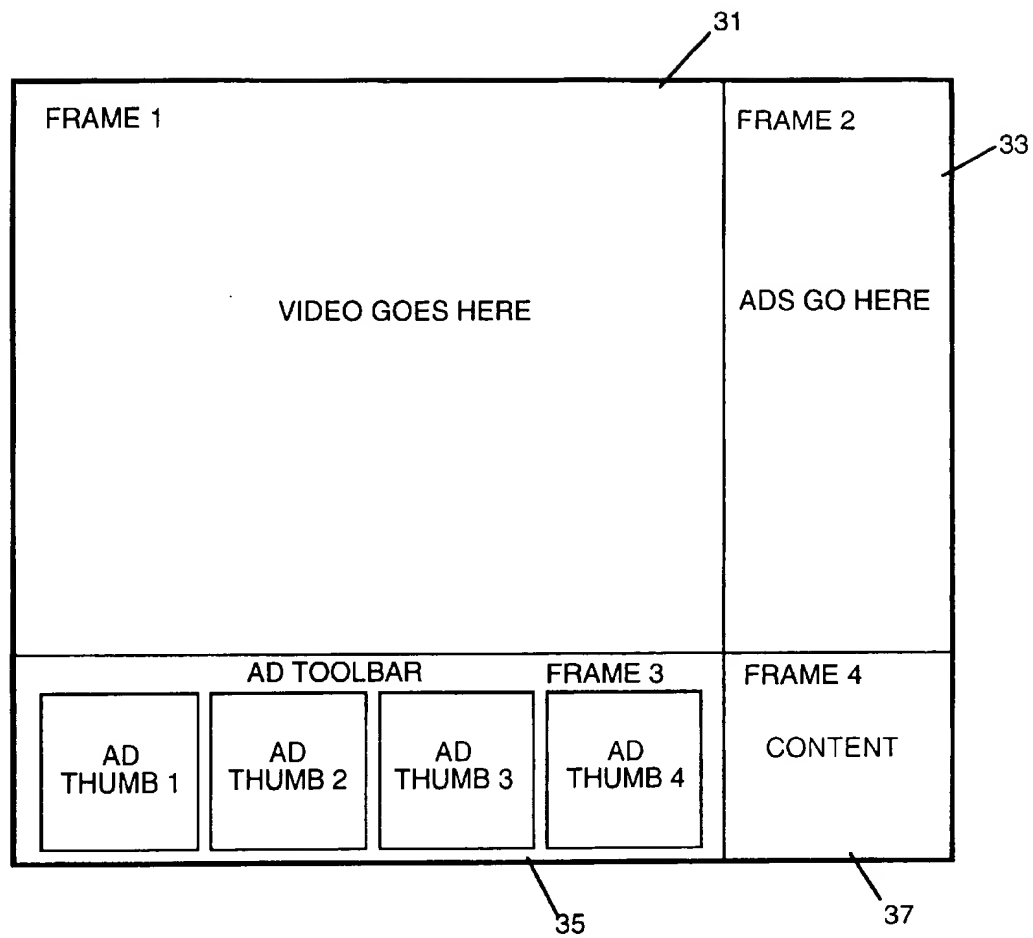 31
FRAME 1
FRAME 2
33
VIDEO GOES HERE
ADS GO HERE
AD TOOLBAR
FRAME 3
FRAME 4
AD
THUMB 1
AD
THUMB 2
AD
THUMB 3
AD
THUMB 4
CONTENT
35
37